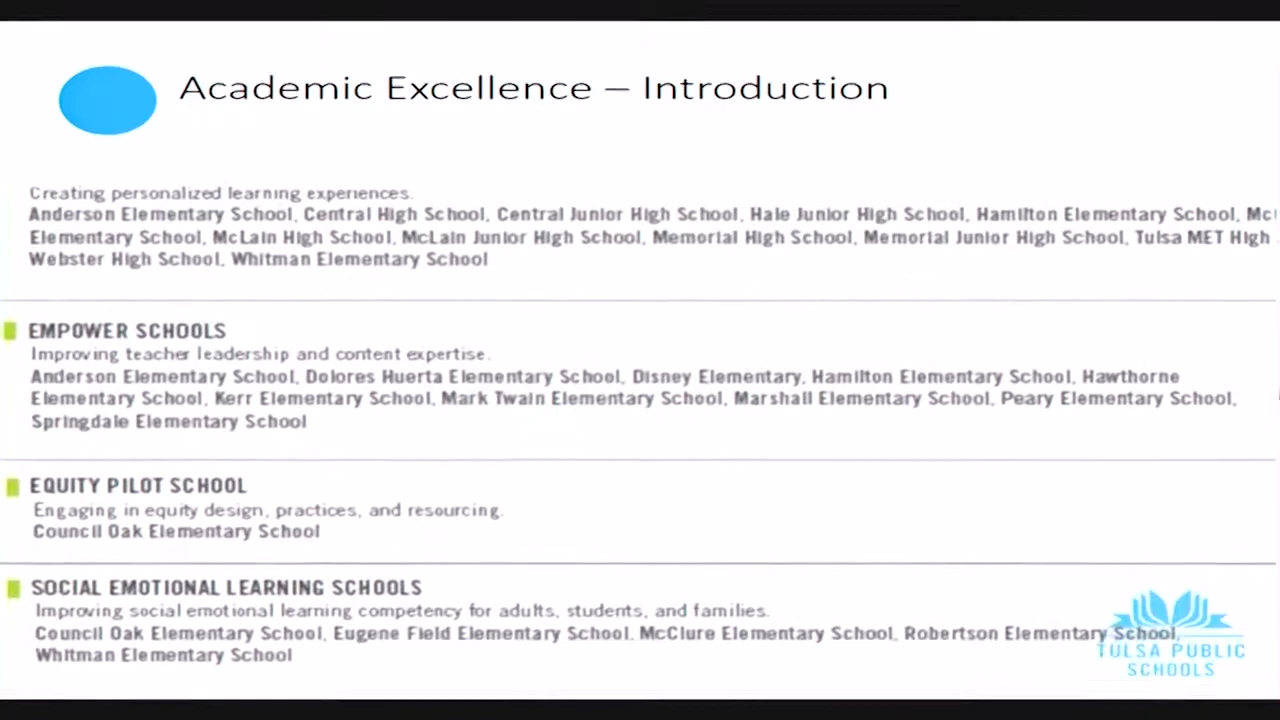 Academic Excellence – Introduction
Creating personalized learning experiences.
Anderson Elementary School, Central High School, Central Junior High School, Hale Junior High School, Hamilton Elementary School,
Elementary School, McLain High School, McLain Junior High School, Memorial High School, Memorial Junior High School, Tulsa MET High
Webster High School, Whitman Elementary School
EMPOWER SCHOOLS
Improving teacher leadership and content expertise.
Anderson Elementary School, Dolores Huerta Elementary School, Disney Elementary, Hamilton Elementary School, Hawthorne
Elementary School, Kerr Elementary School, Mark Twain Elementary School, Marshall Elementary School, Peary Elementary School,
Springdale Elementary School
EQUITY PILOT SCHOOL
Engaging in equity design, practices, and resourcing.
Council Oak Elementary School
SOCIAL EMOTIONAL LEARNING SCHOOLS
Improving social emotional learning competency for adults, students, and families.
Council Oak Elementary School, Eugene Field Elementary School, McClure Elementary School, Robertson Elementary School,
Whitman Elementary School
TULSA PUBLIC
SCHOOLS